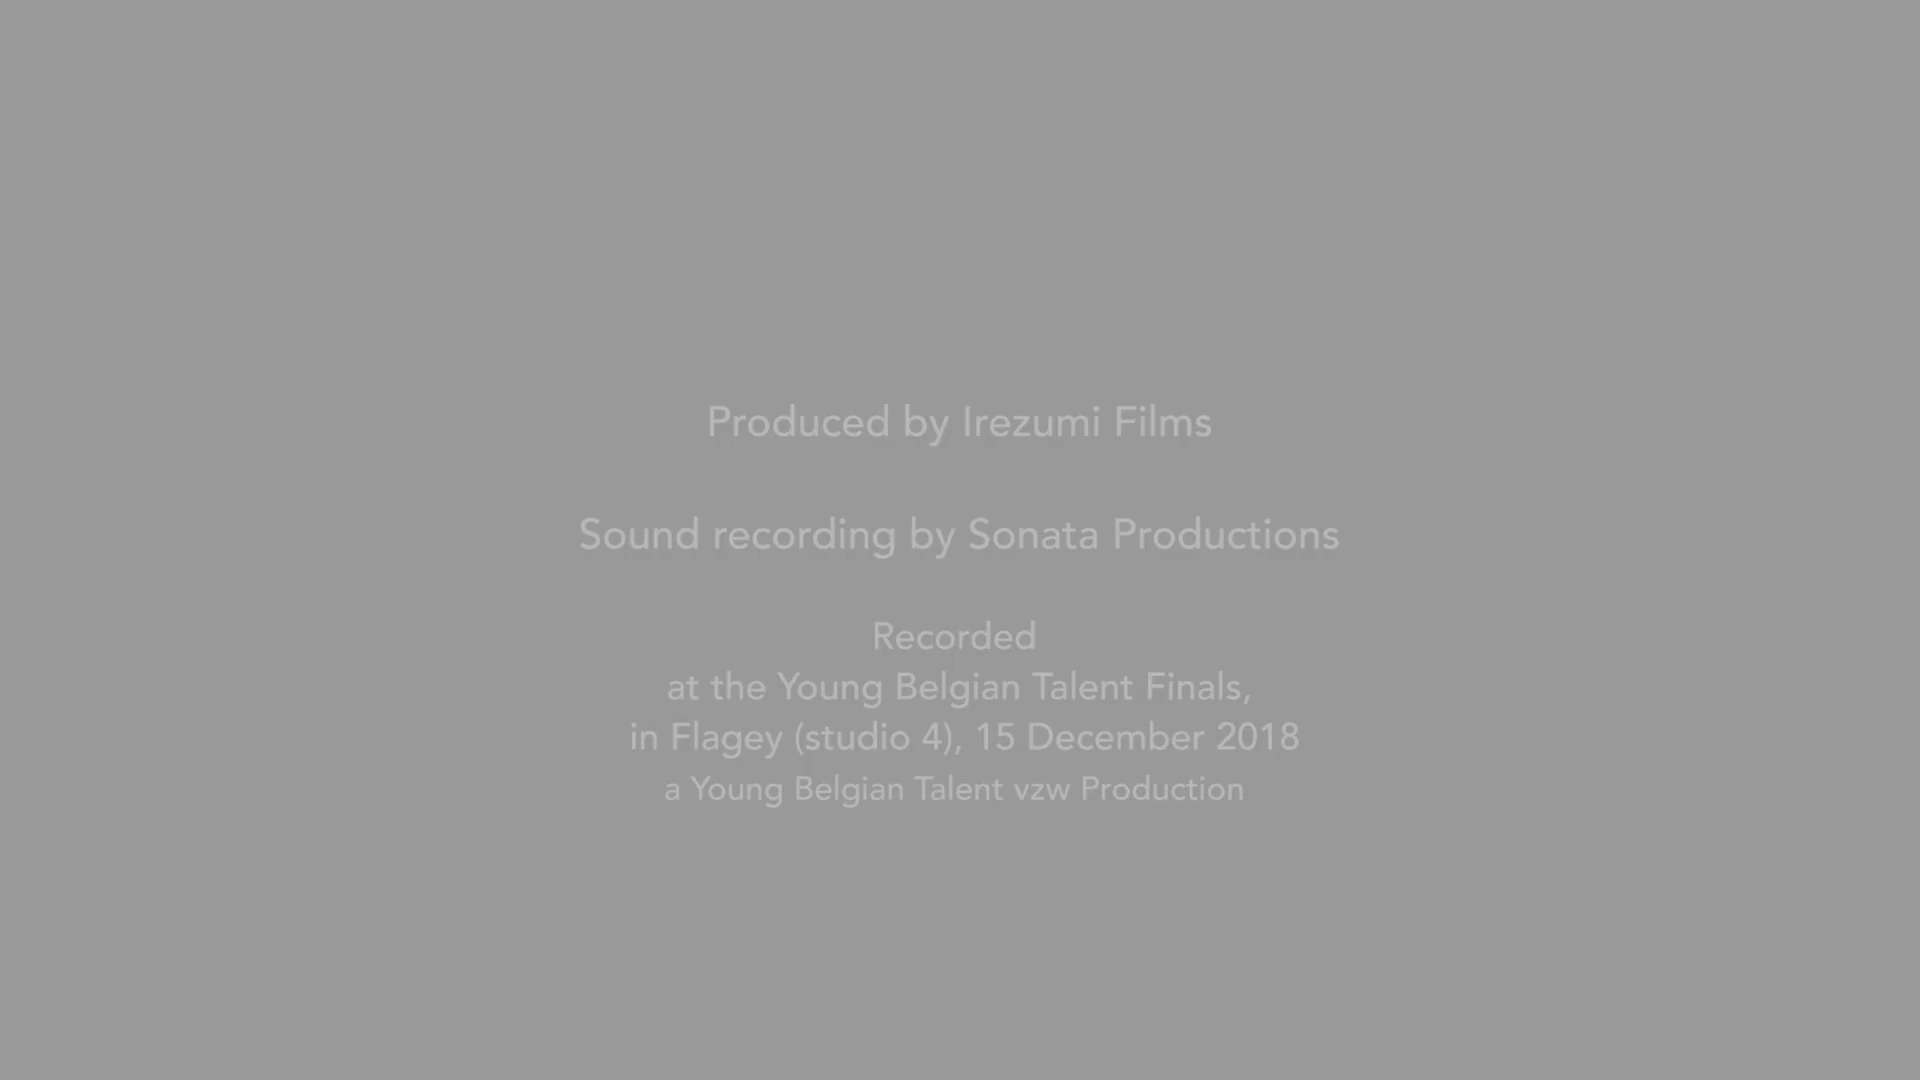 Produced by Irezumi Films
Sound recording by Sonata Productions
Recorded
at the Young Belgian Talent Finals,
in Flagey (studio 4), 15 December 2018
a Young Belgian Talent vzw Production